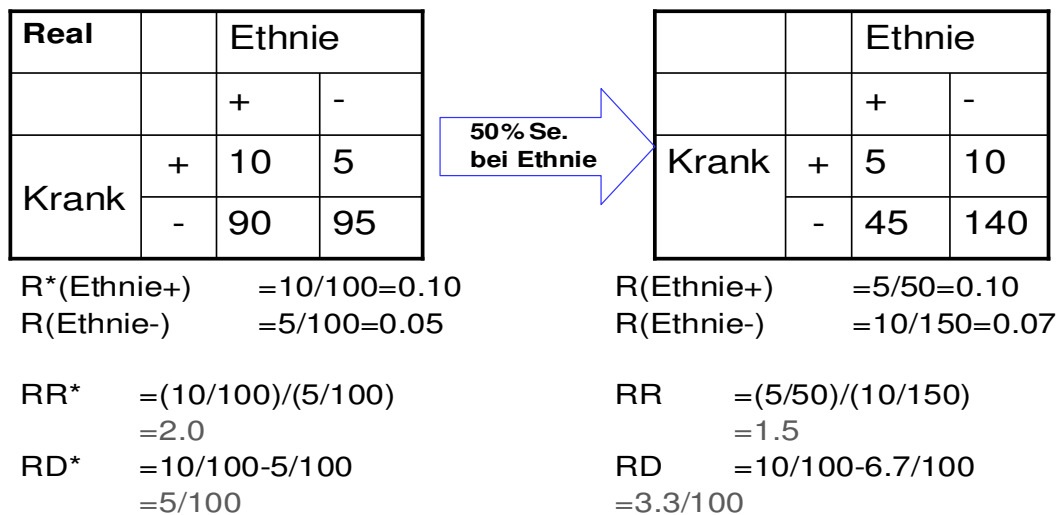 Real Ethnie
+ -
Krank + 10 5
- 90 95
50% Se.
bei Ethnie
Ethnie
+ -
Krank + 5 10
- 45 140
R*(Ethnie+) =10/100=0.10
R(Ethnie-) =5/100=0.05
RR* =(10/100)/(5/100)
=2.0
RD* =10/100-5/100
=5/100
R(Ethnie+) =5/50=0.10
R(Ethnie-) =10/150=0.07
RR =(5/50)/(10/150)
=1.5
RD =10/100-6.7/100
=3.3/100